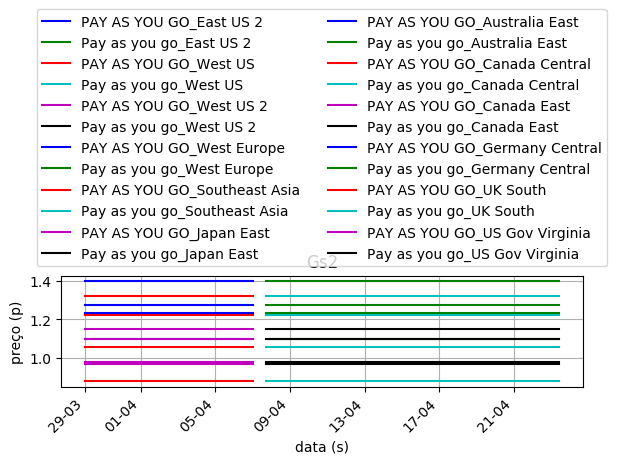 PAY AS YOU GO_East US 2
Pay as you go_East US 2
PAY AS YOU GO_West US
Pay as you go_West US
PAY AS YOU GO_West US 2
Pay as you go_West US 2
PAY AS YOU GO_West Europe
Pay as you go_West Europe
PAY AS YOU GO_Southeast Asia
Pay as you go_Southeast Asia
PAY AS YOU GO_Japan East
Pay as you go_Japan East
PAY AS YOU GO_Australia East
Pay as you go_Australia East
PAY AS YOU GO_Canada Central
Pay as you go_Canada Central
PAY AS YOU GO_Canada East
Pay as you go_Canada East
PAY AS YOU GO_Germany Central
Pay as you go_Germany Central
PAY AS YOU GO_UK South
Pay as you go_UK South
PAY AS YOU GO_US Gov Virginia
Pay as you go_US Gov Virginia
Gs2
1.4
1.2
1.0
preço (p)
29-03
01-04
05-04
09-04
13-04
17-04
21-04
data (s)